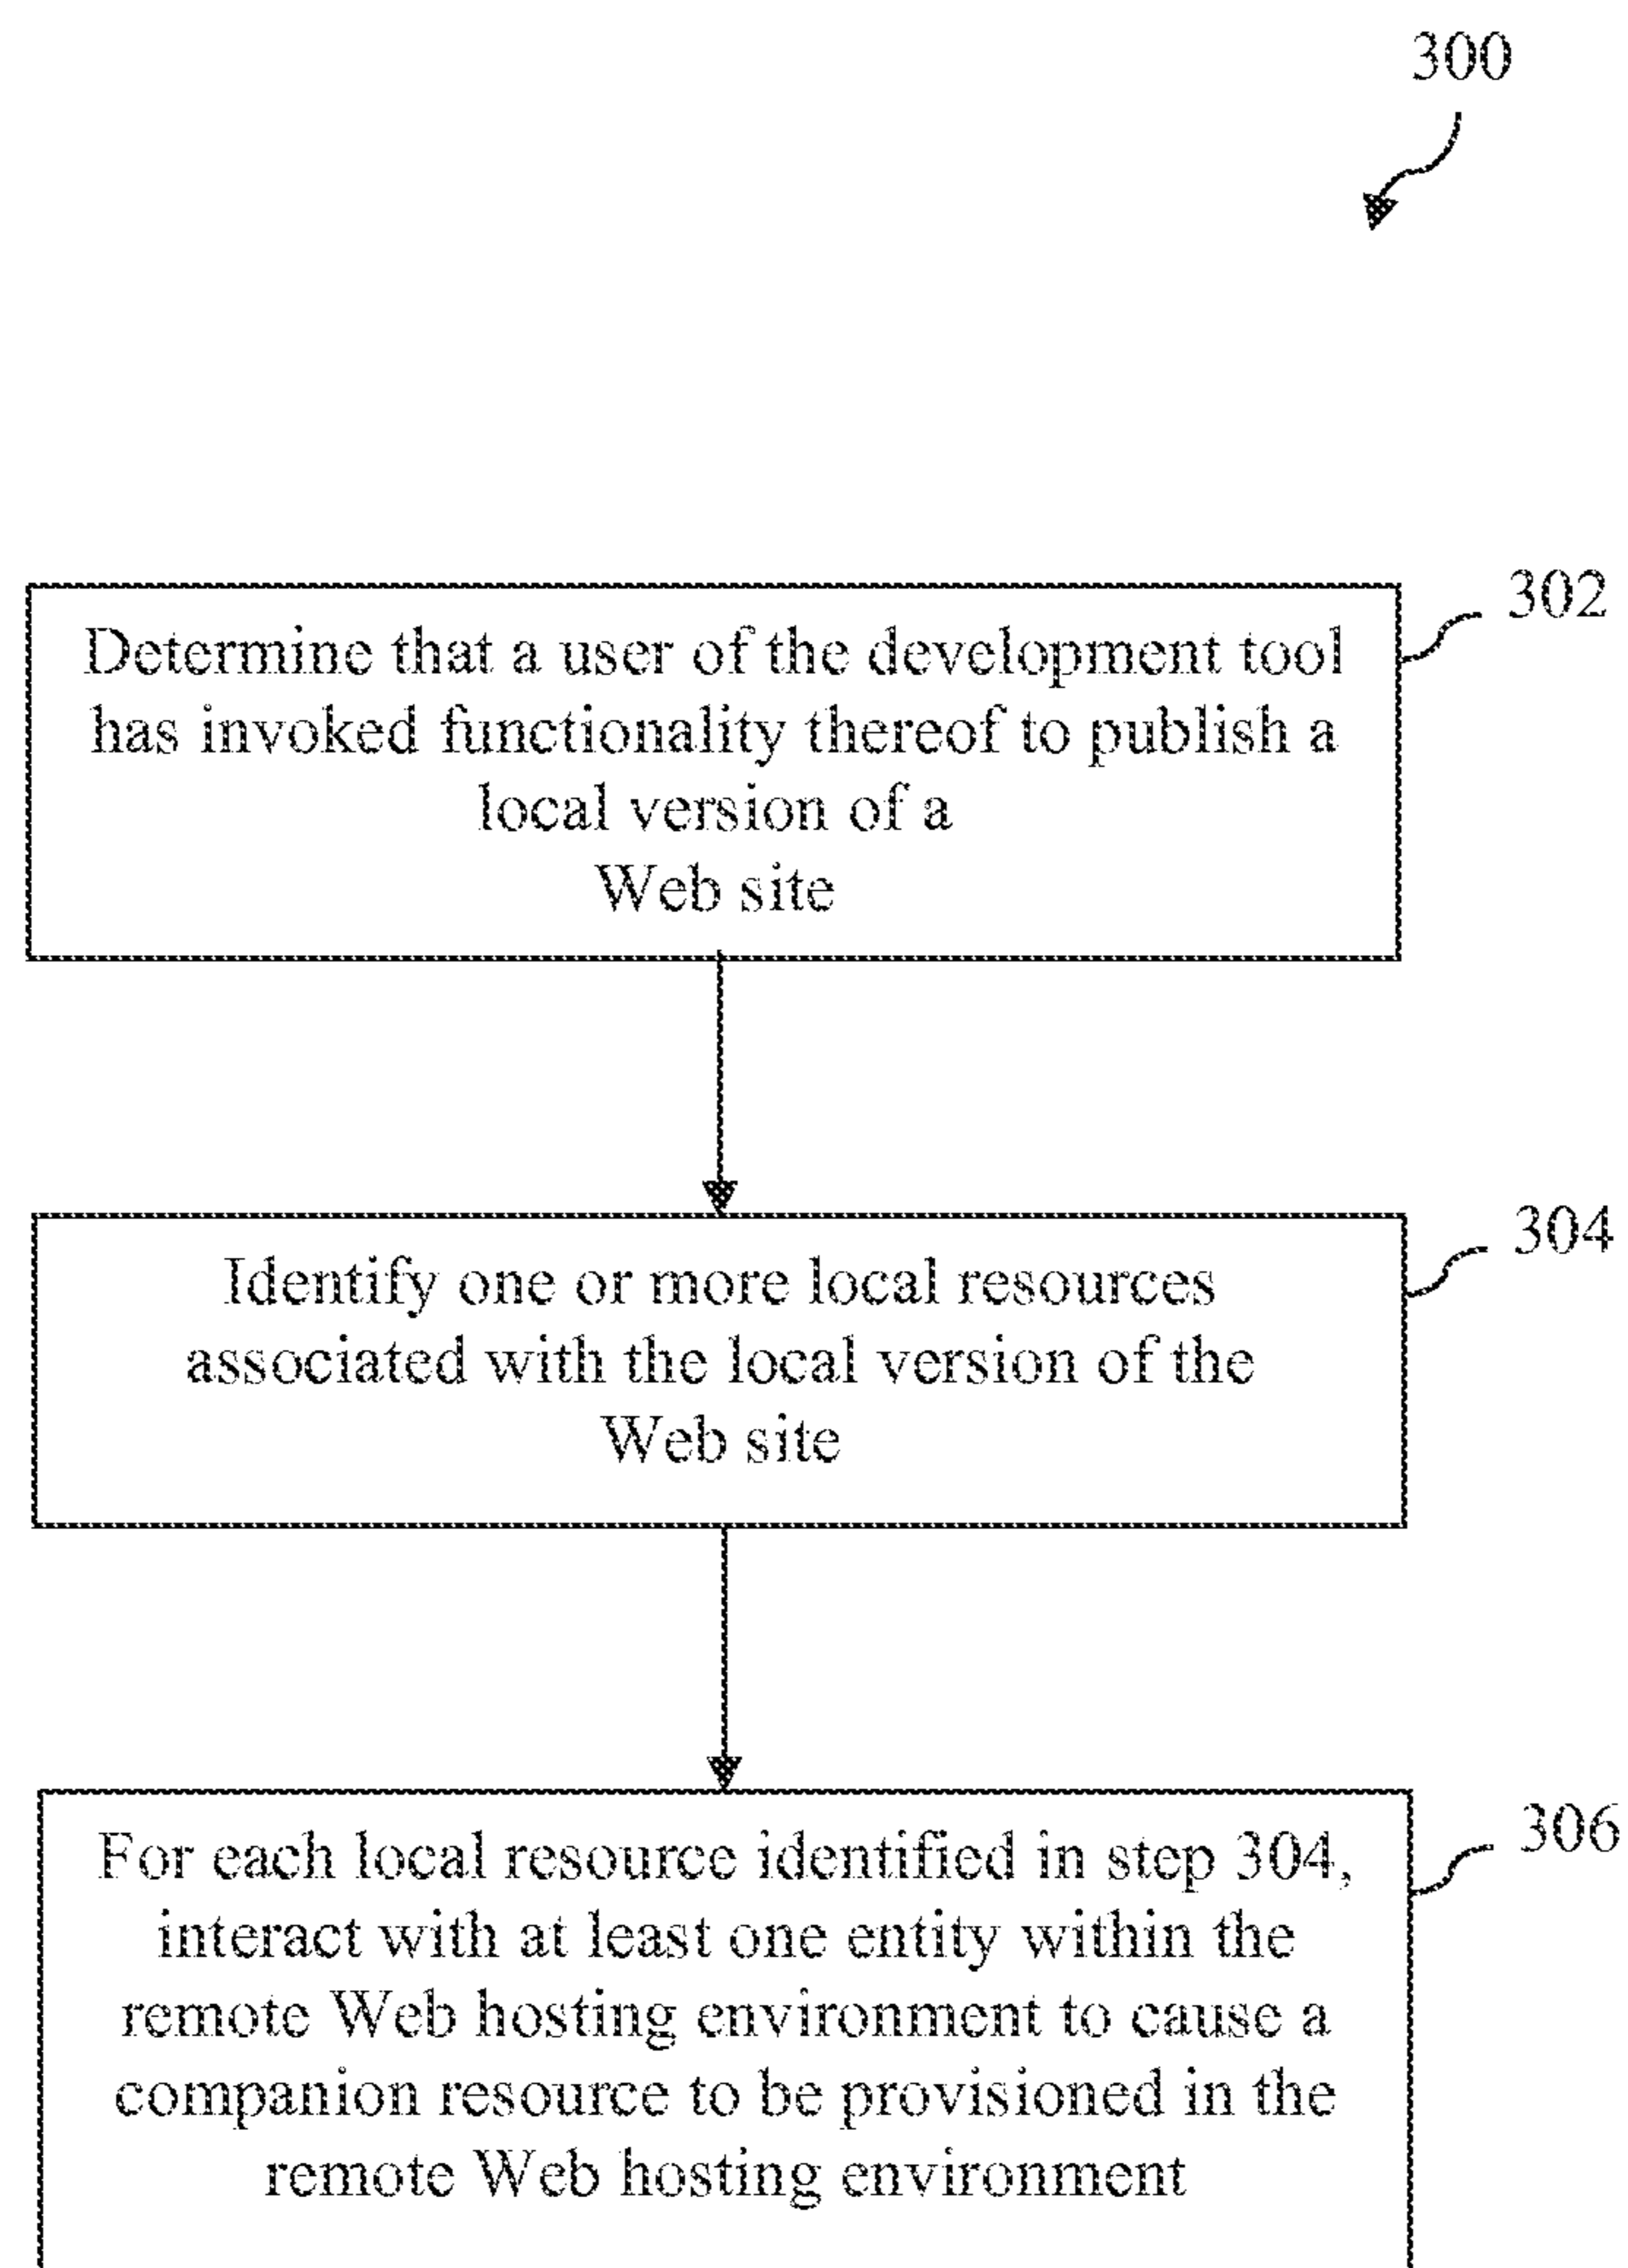 300
302
Determine that a user of the development tool
has invoked functionality thereof to publish a
local version of a
Web site
304
Identify one or more local resources
associated with the local version of the
Web site
306
For each local resource identified in step 304,
interact with at least one entity within the
remote Web hosting environment to cause a
companion resource to be provisioned in the
remote Web hosting environment